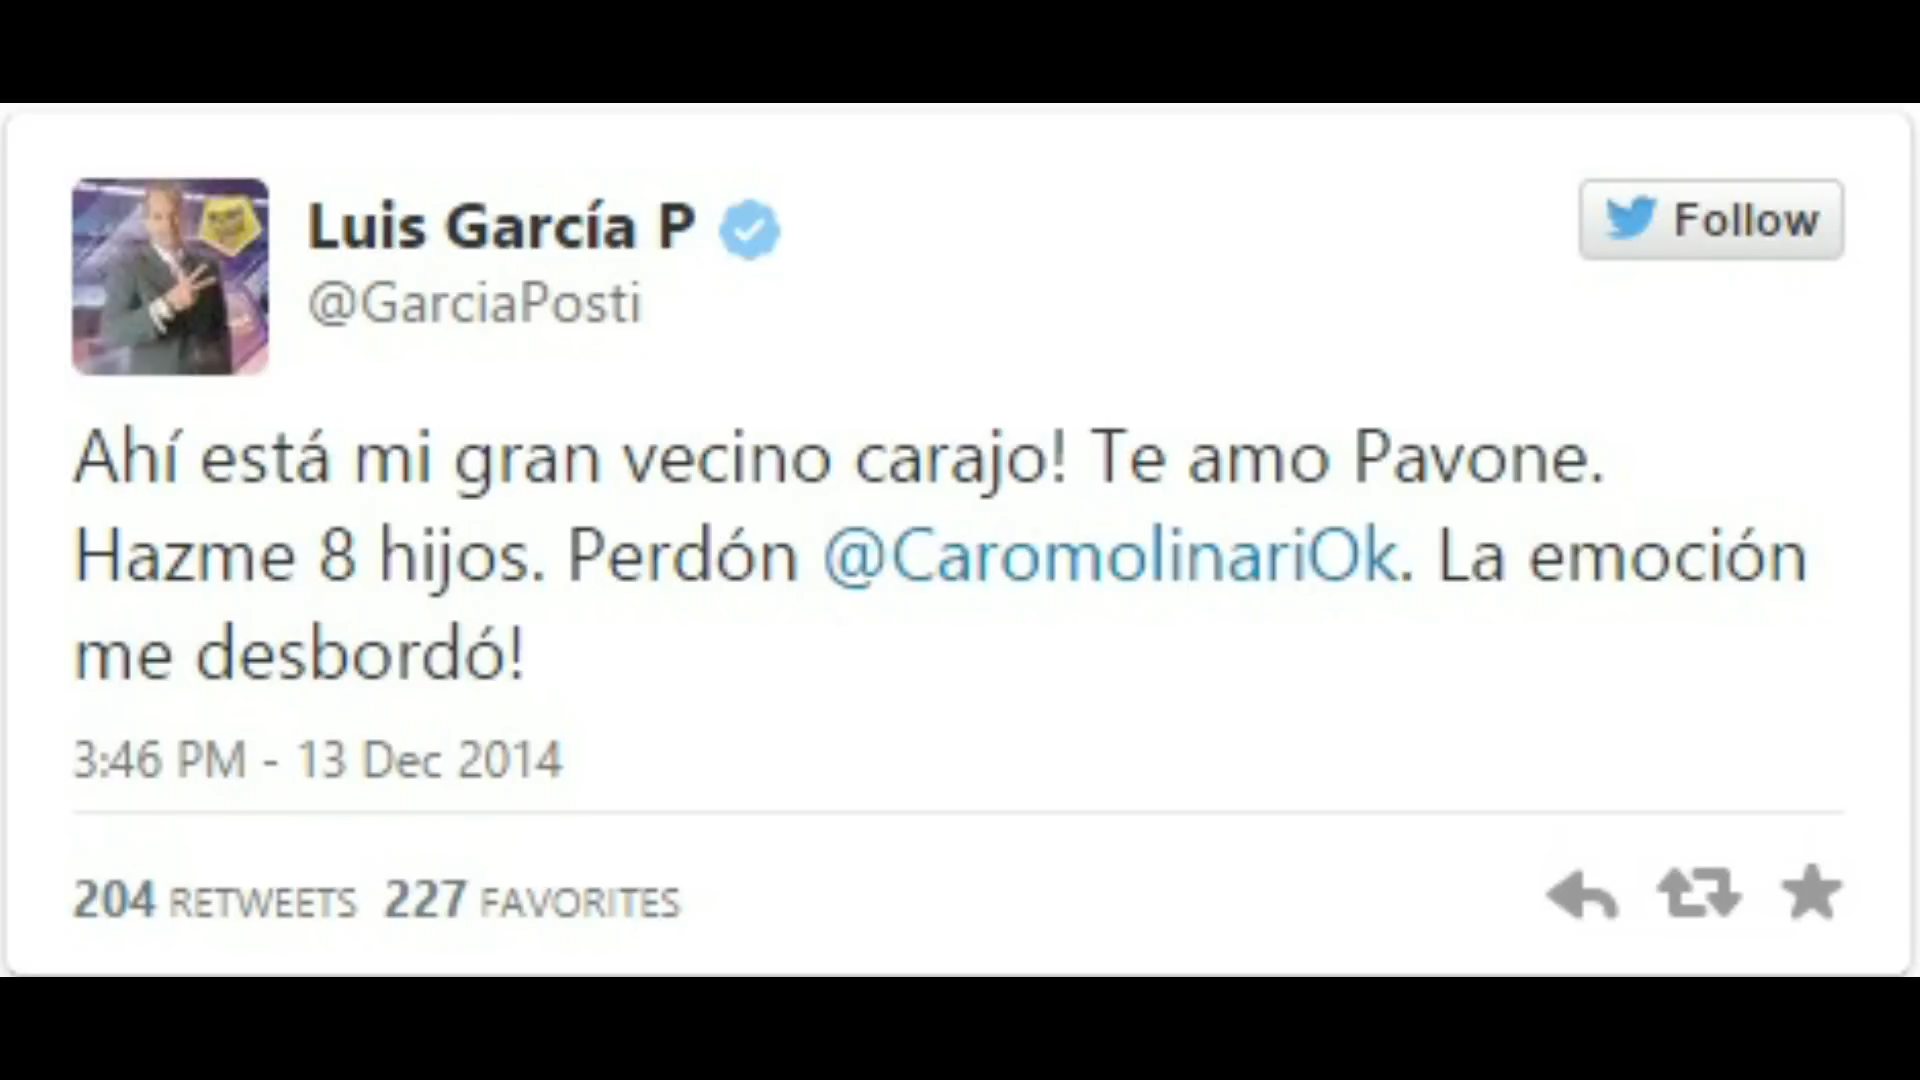 Luis García P
@GarciaPosti
Follow
Ahí está mi gran vecino carajo! Te amo Pavone.
Hazme 8 hijos. Perdón @CaromolinariOk. La emoción
me desbordó!
3:46 PM - 13 Dec 2014
204 RETWEETS 227 FAVORITES